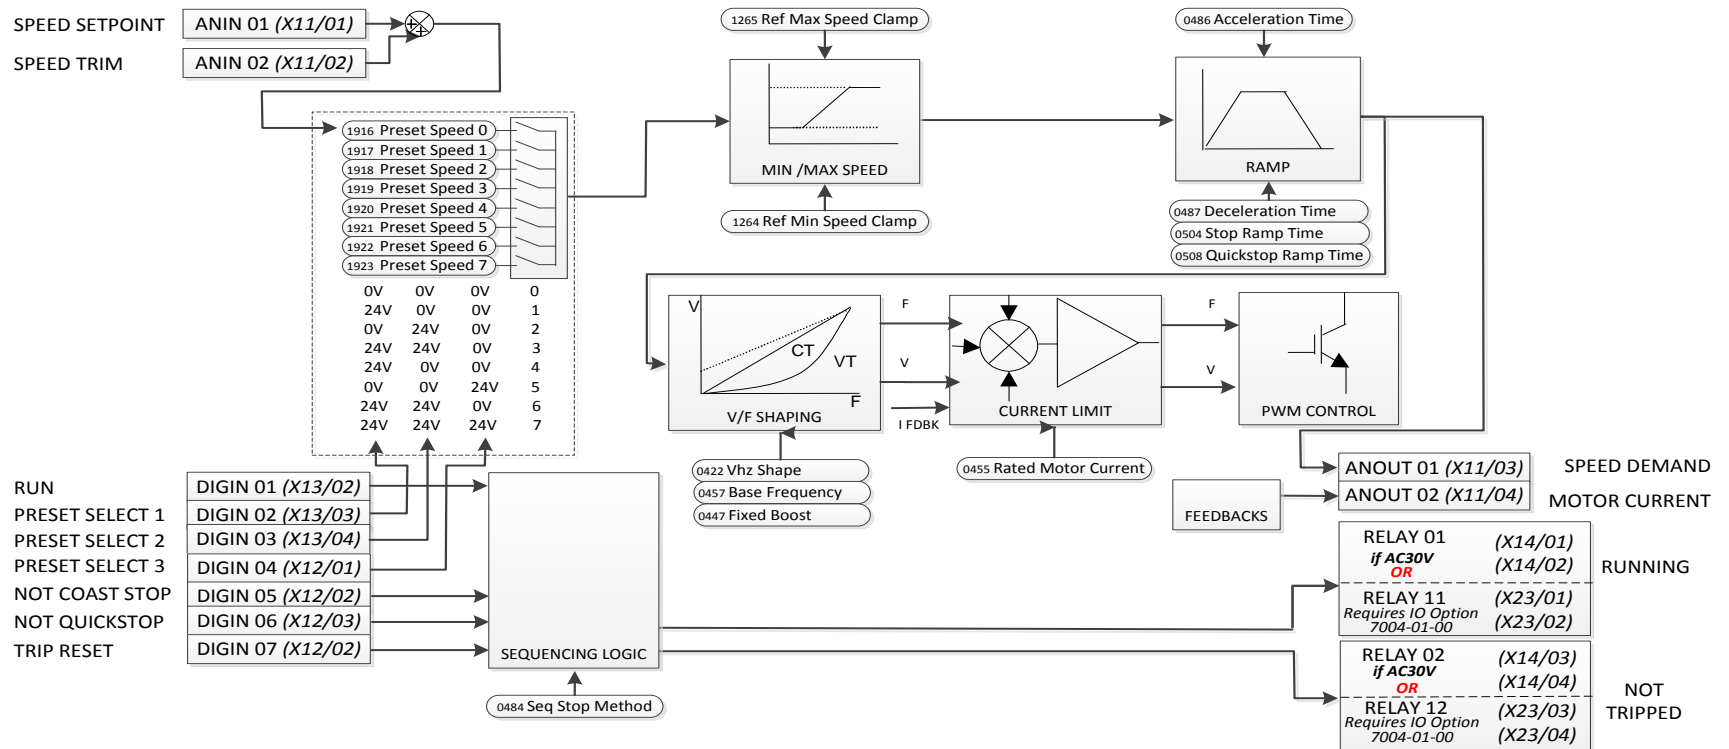 SPEED SETPOINT
ANIN 01 (X11/01)
SPEED TRIM
ANIN 02 (X11/02)
1916 Preset Speed 0
1917 Preset Speed 1
1918 Preset Speed 2
1919 Preset Speed 3
1920 Preset Speed 4
1921 Preset Speed 5
1922 Preset Speed 6
1923 Preset Speed 7
0V 0V 0V 0
24V 0V 0V 1
0V 24V 0V 2
24V 24V 0V 3
24V 0V 0V 4
0V 0V 24V 5
24V 24V 0V 6
24V 24V 24V 7
1265 Ref Max Speed Clamp
MIN /MAX SPEED
1264 Ref Min Speed Clamp
0486 Acceleration Time
RAMP
0487 Deceleration Time
0504 Stop Ramp Time
0508 Quickstop Ramp Time
V
CT
VT
F
V/F SHAPING
0422 Vhz Shape
0457 Base Frequency
0447 Fixed Boost
F
V
I FDBK
CURRENT LIMIT
0455 Rated Motor Current
F
V
PWM CONTROL
FEEDBACKS
ANOUT 01 (X11/03)
SPEED DEMAND
ANOUT 02 (X11/04)
MOTOR CURRENT
RUN
DIGIN 01 (X13/02)
PRESET SELECT 1
DIGIN 02 (X13/03)
PRESET SELECT 2
DIGIN 03 (X13/04)
PRESET SELECT 3
DIGIN 04 (X12/01)
NOT COAST STOP
DIGIN 05 (X12/02)
NOT QUICKSTOP
DIGIN 06 (X12/03)
TRIP RESET
DIGIN 07 (X12/02)
SEQUENCING LOGIC
0484 Seq Stop Method
RELAY 01
if AC30V
OR
(X14/01)
(X14/02)
RELAY 11
Requires IO Option
7004-01-00
(X23/01)
(X23/02)
RUNNING
RELAY 02
if AC30V
OR
(X14/03)
(X14/04)
RELAY 12
Requires IO Option
7004-01-00
(X23/03)
(X23/04)
NOT
TRIPPED